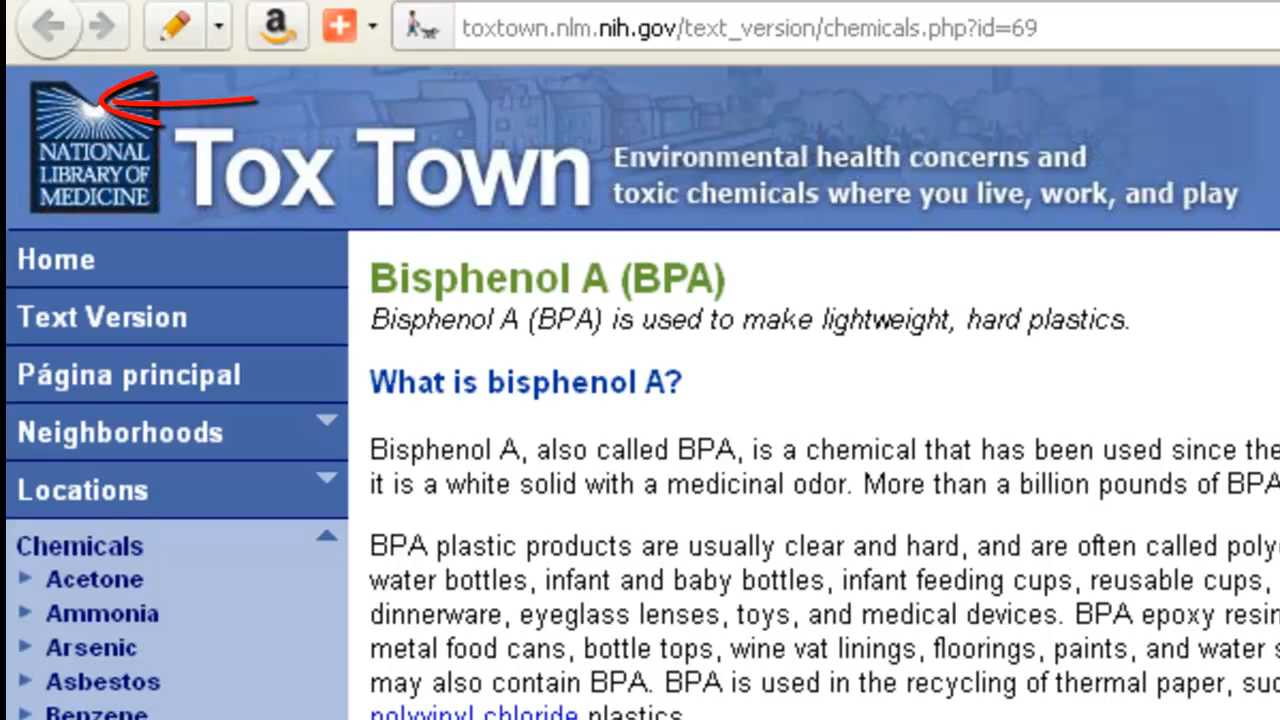 toxtown.nlm.nih.gov/text_version/chemicals.php?id=69
NATIONAL
LIBRARY OF
MEDICINE
Tox Town
Environmental health concerns and
toxic chemicals where you live, work, and play
Home
Text Version
Página principal
Neighborhoods
Locations
Chemicals
Acetone
Ammonia
Arsenic
Asbestos
Benzene
Bisphenol A (BPA)
Bisphenol A (BPA) is used to make lightweight, hard plastics.
What is bisphenol A?
Bisphenol A, also called BPA, is a chemical that has been used since the
it is a white solid with a medicinal odor. More than a billion pounds of BPA
BPA plastic products are usually clear and hard, and are often called poly
water bottles, infant and baby bottles, infant feeding cups, reusable cups,
dinnerware, eyeglass lenses, toys, and medical devices. BPA epoxy resin
metal food cans, bottle tops, wine vat linings, floorings, paints, and water s
may also contain BPA. BPA is used in the recycling of thermal paper, suc
polyvinyl chloride plastics.